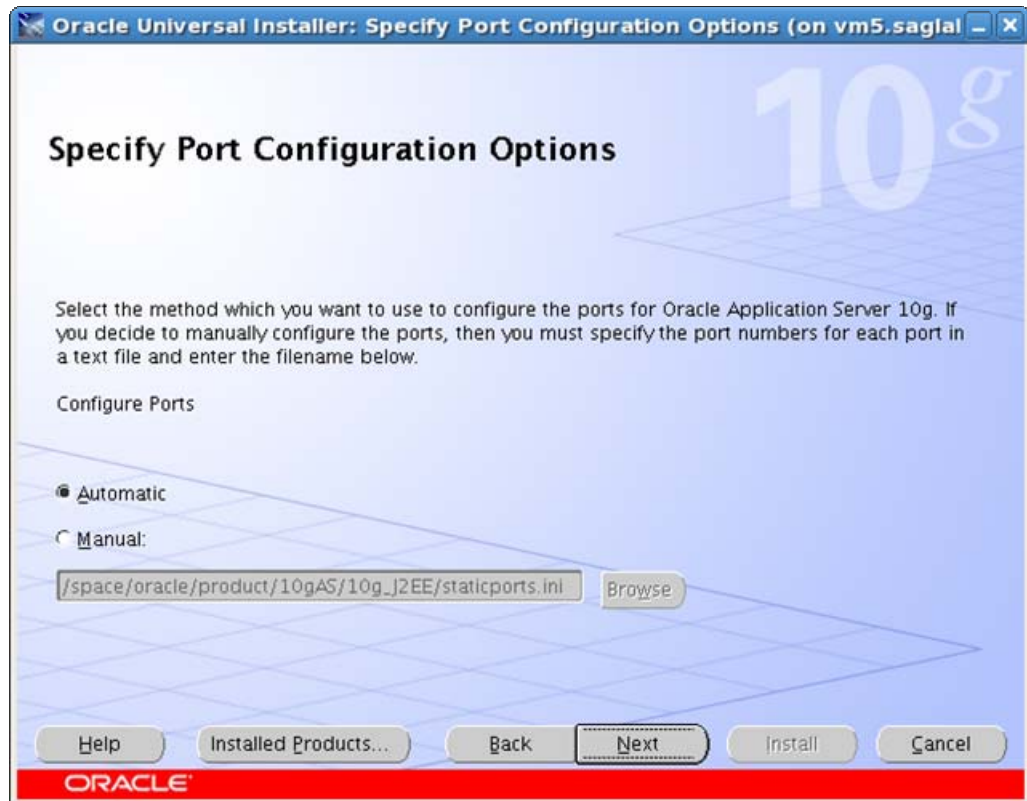 Oracle Universal Installer: Specify Port Configuration Options (on vm5.saglal
10g
Specify Port Configuration Options
Select the method which you want to use to configure the ports for Oracle Application Server 10g. If
you decide to manually configure the ports, then you must specify the port numbers for each port in
a text file and enter the filename below.
Configure Ports
Automatic
Manual:
/space/oracle/product/10gAS/10g_J2EE/staticports.ini
Browse
Help
Installed Products...
Back
Next
Install
Cancel
ORACLE